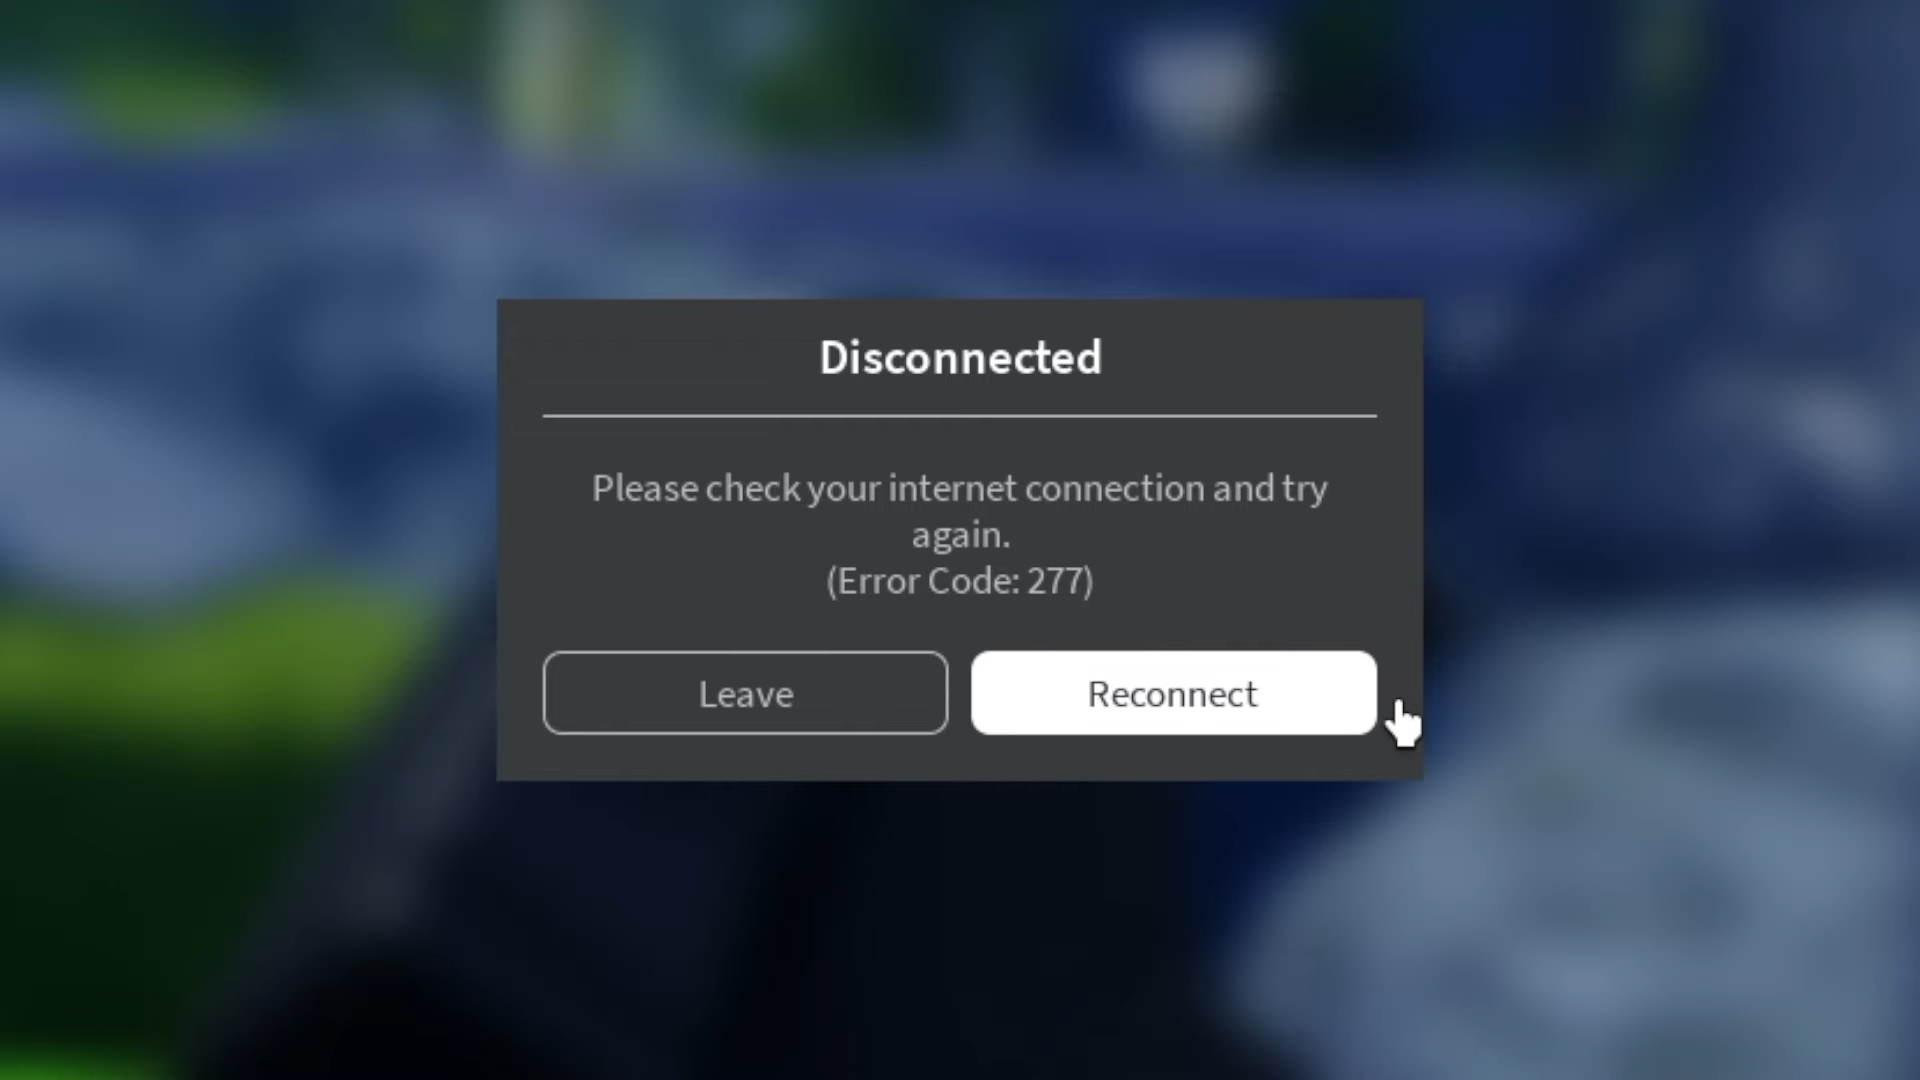 Disconnected
Please check your internet connection and try
again.
(Error Code: 277)
Leave
Reconnect